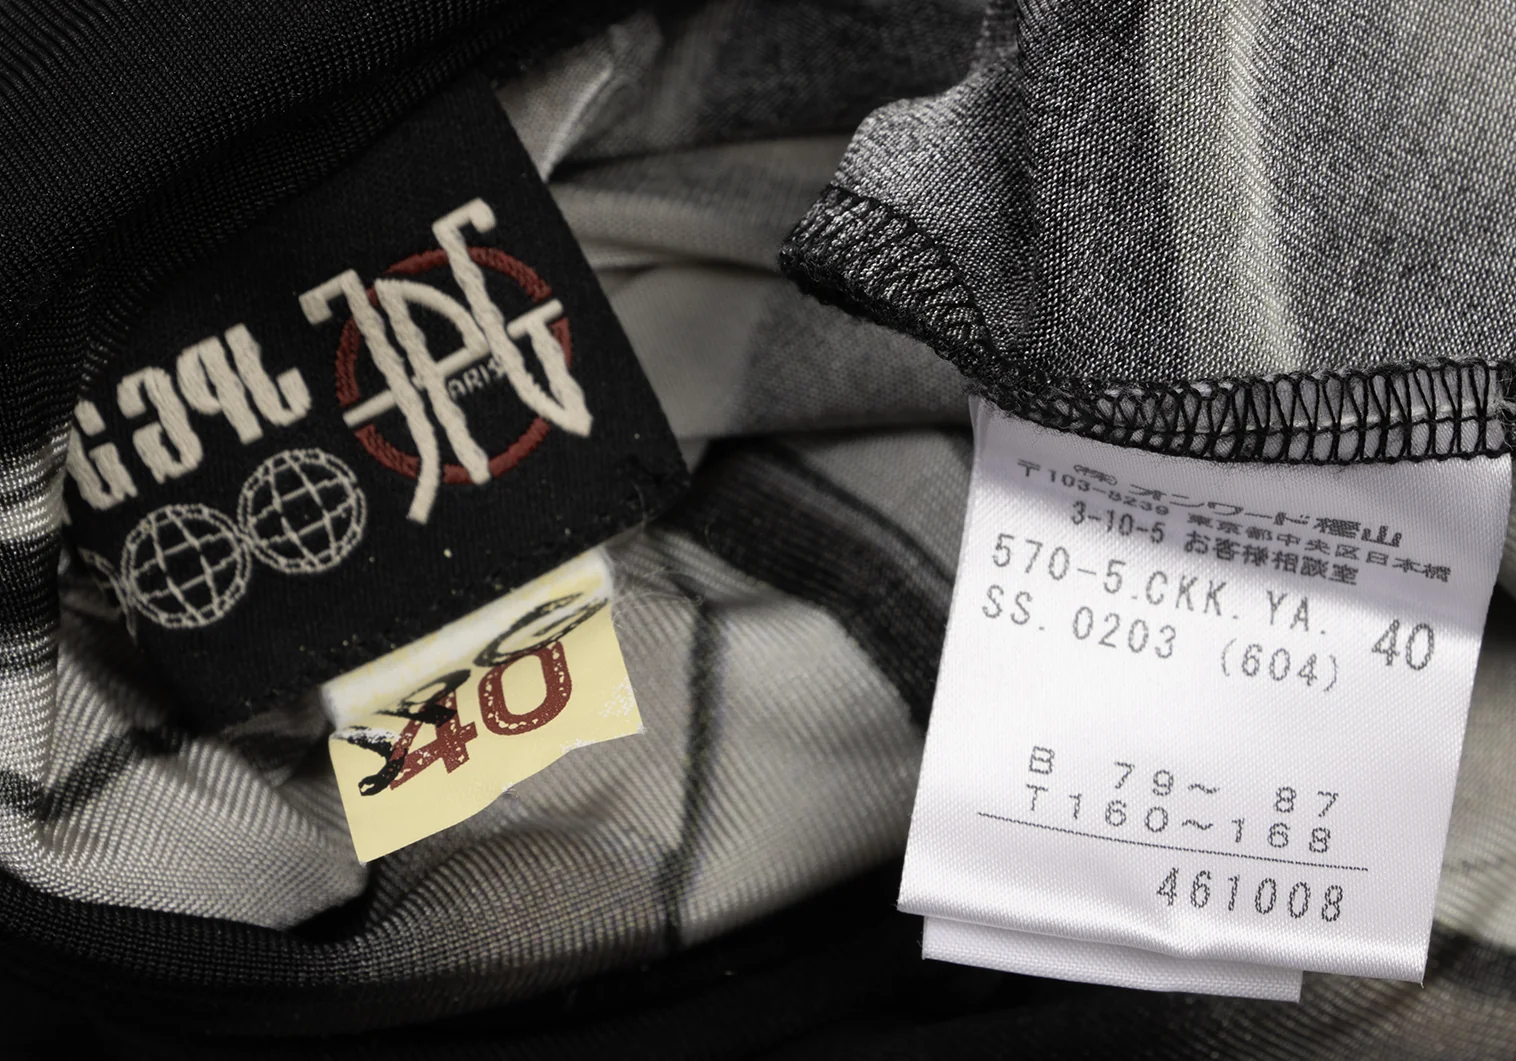 JPG
PARIS
40
(株)オンワード樫山
〒103-8239 東京都中央区日本橋
3-10-5 お客様相談室
570-5.CKK. YA.
SS. 0203 (604) 40
B 79~ 87
T160~168
461008